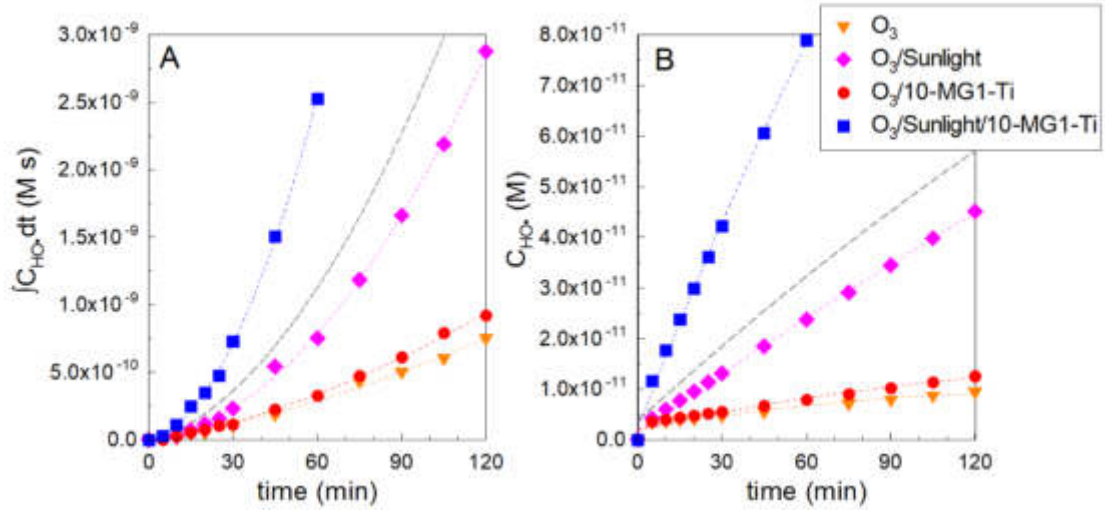 A
3.0x10⁻⁹
2.5x10⁻⁹
2.0x10⁻⁹
1.5x10⁻⁹
1.0x10⁻⁹
5.0x10⁻¹⁰
0.0
∫C_HO• dt (M s)
0 30 60 90 120
time (min)
B
8.0x10⁻¹¹
7.0x10⁻¹¹
6.0x10⁻¹¹
5.0x10⁻¹¹
4.0x10⁻¹¹
3.0x10⁻¹¹
2.0x10⁻¹¹
1.0x10⁻¹¹
0.0
C_HO• (M)
0 30 60 90 120
time (min)
O₃
O₃/Sunlight
O₃/10-MG1-Ti
O₃/Sunlight/10-MG1-Ti